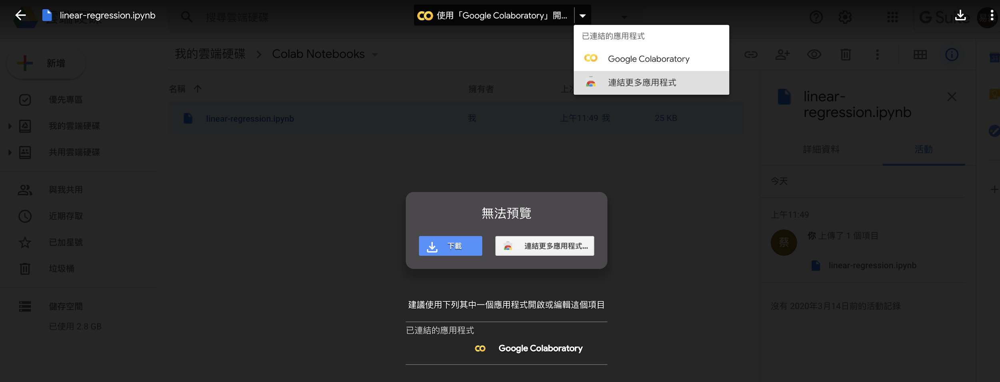 linear-regression.ipynb
雲端硬碟
搜尋雲端硬碟
使用「Google Colaboratory」開...
G Suite
已連結的應用程式
Google Colaboratory
連結更多應用程式
新增
我的雲端硬碟
Colab Notebooks
名稱
擁有者
上次
linear-regression.ipynb
我
上午11:49 我
25 KB
優先專區
我的雲端硬碟
共用雲端硬碟
與我共用
近期存取
已加星號
垃圾桶
儲存空間
已使用 2.8 GB
無法預覽
下載
連結更多應用程式...
建議使用下列其中一個應用程式開啟或編輯這個項目
已連結的應用程式
Google Colaboratory
linear-
regression.ipynb
詳細資料
活動
今天
上午11:49
蔡
你 上傳了 1 個項目
linear-regression.ipynb
沒有 2020年3月14日前的活動記錄
31